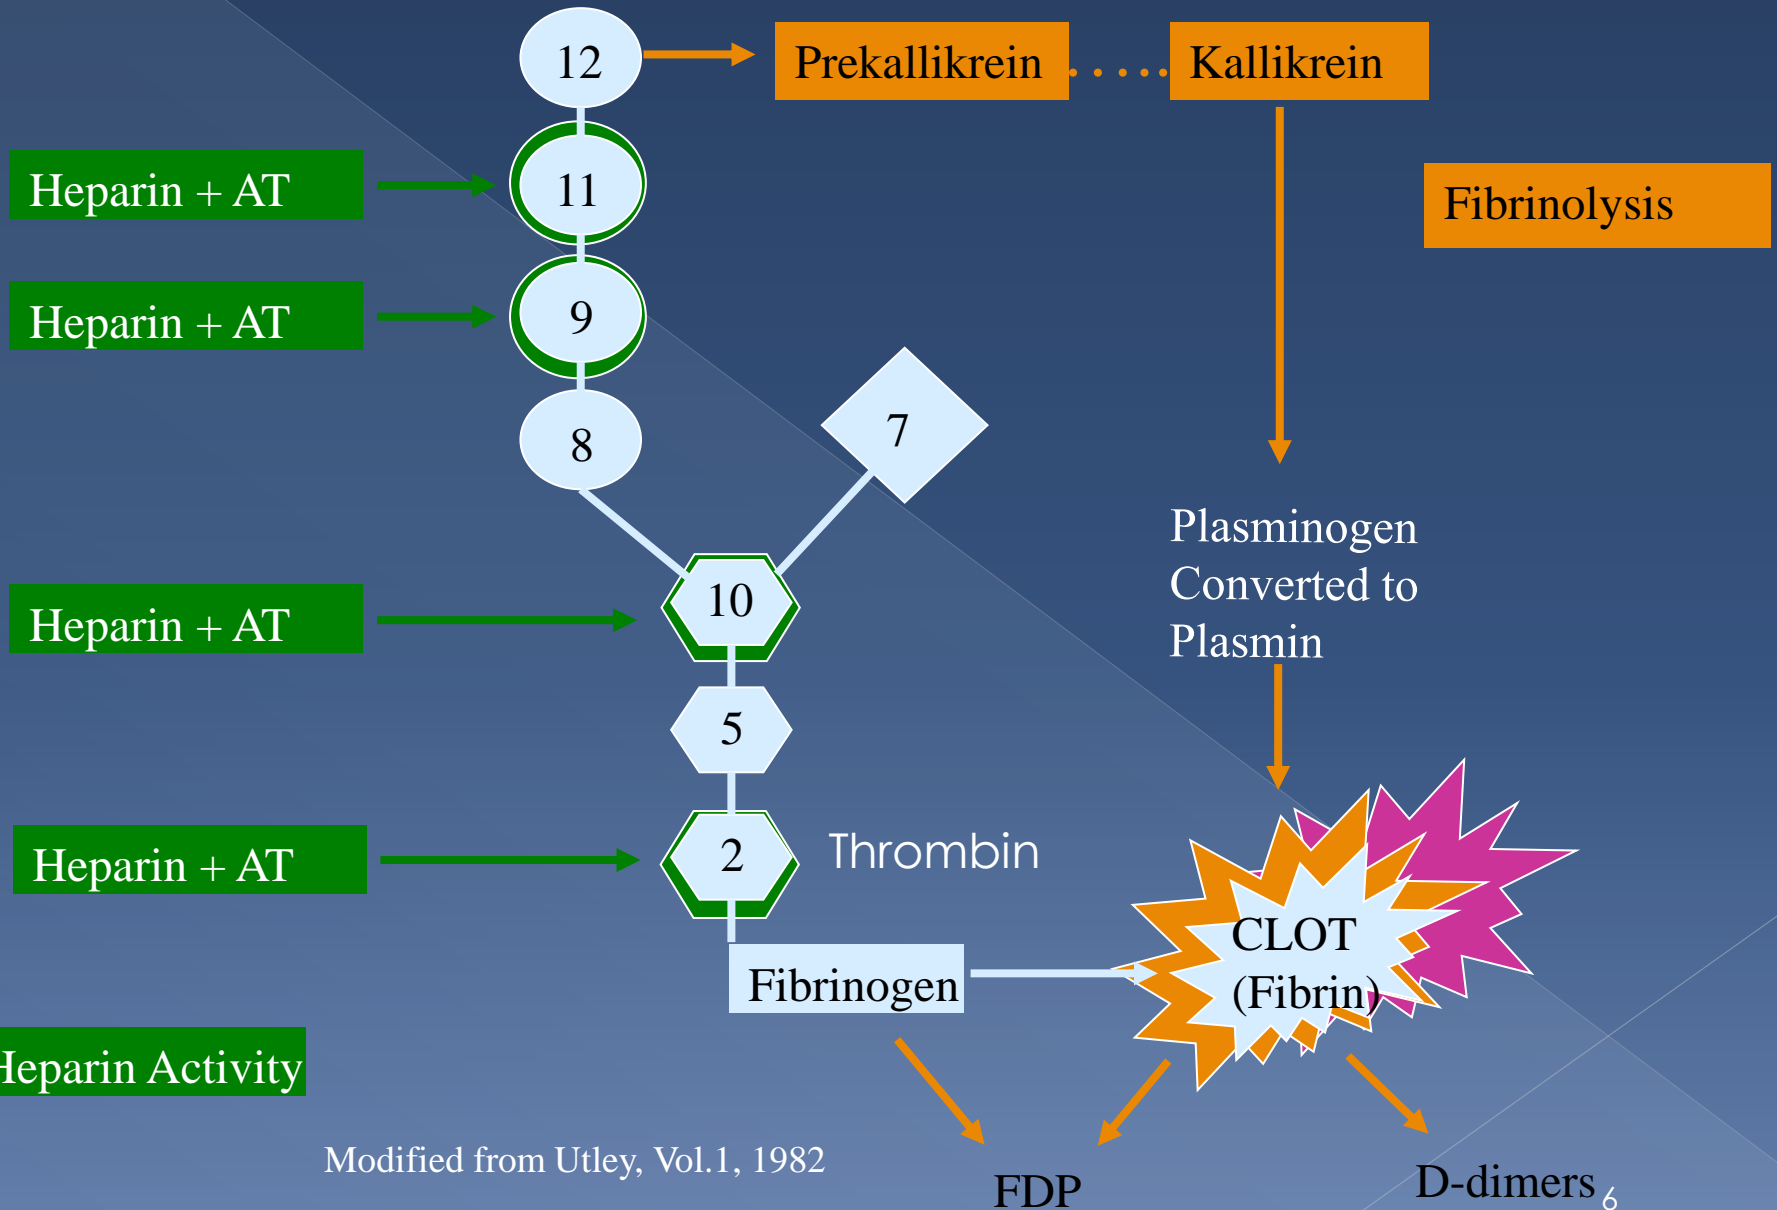 12
Prekallikrein
Kallikrein
Heparin + AT
11
Fibrinolysis
Heparin + AT
9
8
7
Plasminogen
Converted to
Plasmin
Heparin + AT
10
5
Heparin + AT
2
Thrombin
CLOT
(Fibrin)
Fibrinogen
Heparin Activity
Modified from Utley, Vol.1, 1982
FDP
D-dimers
6